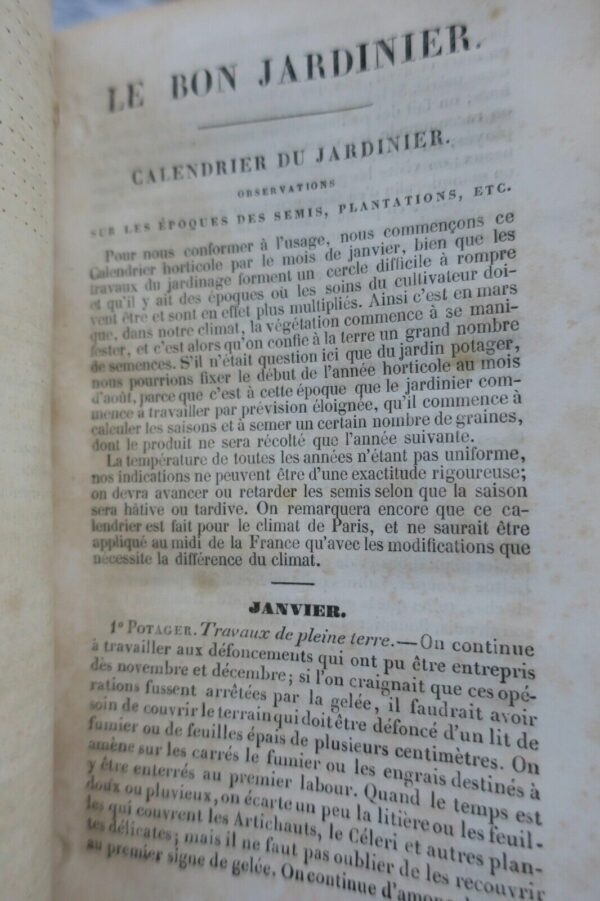 LE BON JARDINIER.
CALENDRIER DU JARDINIER.
OBSERVATIONS
SUR LES ÉPOQUES DES SEMIS, PLANTATIONS, ETC.
Pour nous conformer à l'usage, nous commençons ce
Calendrier horticole par le mois de janvier, bien que les
travaux du jardinage forment un cercle difficile à rompre
et qu'il y ait des époques où les soins du cultivateur doi-
vent être et sont en effet plus multipliés. Ainsi c'est en mars
que, dans notre climat, la végétation commence à se mani-
fester, et c'est alors qu'on confie à la terre un grand nombre
de semences. S'il n'était question ici que du jardin potager,
nous pourrions fixer le début de l'année horticole au mois
d'août, parce que c'est à cette époque que le jardinier com-
mence à travailler par prévision éloignée, qu'il commence à
calculer les saisons et à semer un certain nombre de graines,
dont le produit ne sera récolté que l'année suivante.
La température de toutes les années n'étant pas uniforme,
nos indications ne peuvent être d'une exactitude rigoureuse;
on devra avancer ou retarder les semis selon que la saison
sera hâtive ou tardive. On remarquera encore que ce ca-
lendrier est fait pour le climat de Paris, et ne saurait être
appliqué au midi de la France qu'avec les modifications que
nécessite la différence du climat.
JANVIER.
1° POTAGER. Travaux de pleine terre.—On continue
à travailler aux défoncements qui ont pu être entrepris
dès novembre et décembre; si l'on craignait que ces opé-
rations fussent arrêtées par la gelée, il faudrait avoir
soin de couvrir le terrain qui doit être défoncé d'un lit de
fumier ou de feuilles épais de plusieurs centimètres. On
amène sur les carrés le fumier ou les engrais destinés à
y être enterrés au premier labour. Quand le temps est
doux ou pluvieux, on écarte un peu la litière ou les feuil-
les qui couvrent les Artichauts, le Céleri et autres plan-
tes délicates; mais il ne faut pas oublier de les recouvrir
au premier signe de gelée. On continue